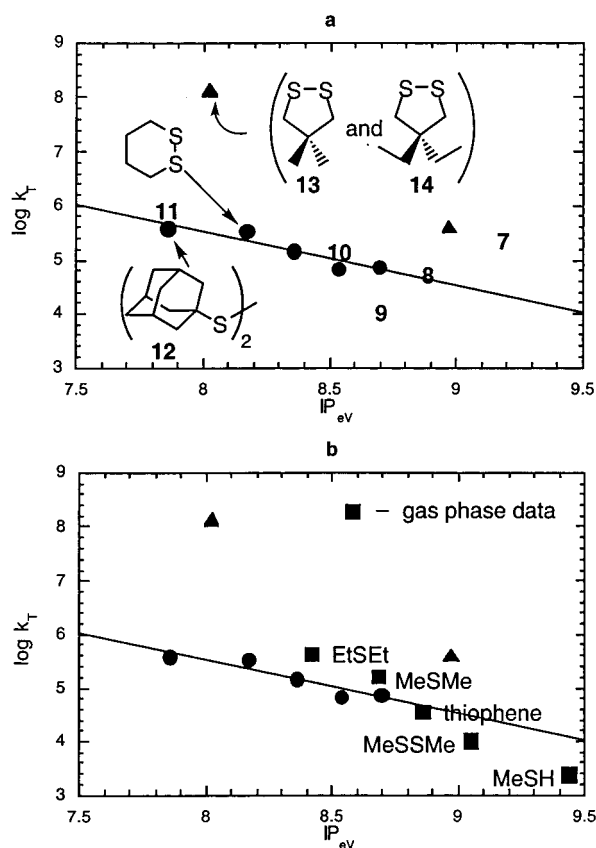 a
9
8
7
6
5
4
3
log k_T
S-S
S-S
and
13
14
S
S
11
10
7
8
9
12
S
2
7.5 8 8.5 9 9.5
IP_eV
b
9
8
7
6
5
4
3
log k_T
■ – gas phase data
EtSEt
MeSMe
thiophene
MeSSMe
MeSH
7.5 8 8.5 9 9.5
IP_eV